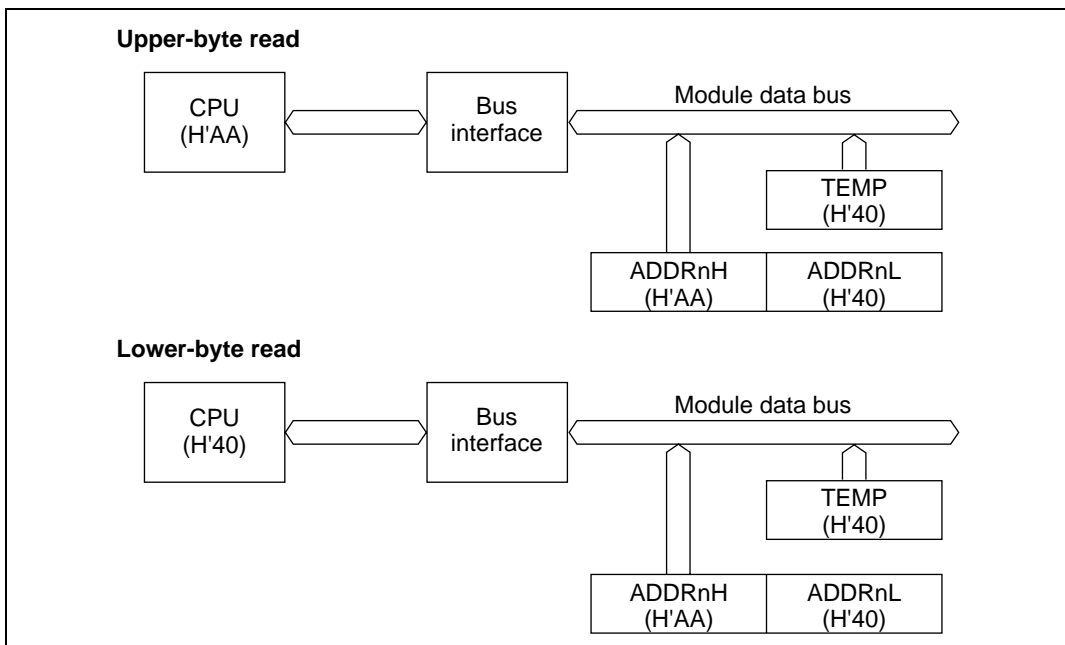 Upper-byte read
CPU
(H'AA)
Bus
interface
Module data bus
TEMP
(H'40)
ADDRnH
(H'AA)
ADDRnL
(H'40)
Lower-byte read
CPU
(H'40)
Bus
interface
Module data bus
TEMP
(H'40)
ADDRnH
(H'AA)
ADDRnL
(H'40)